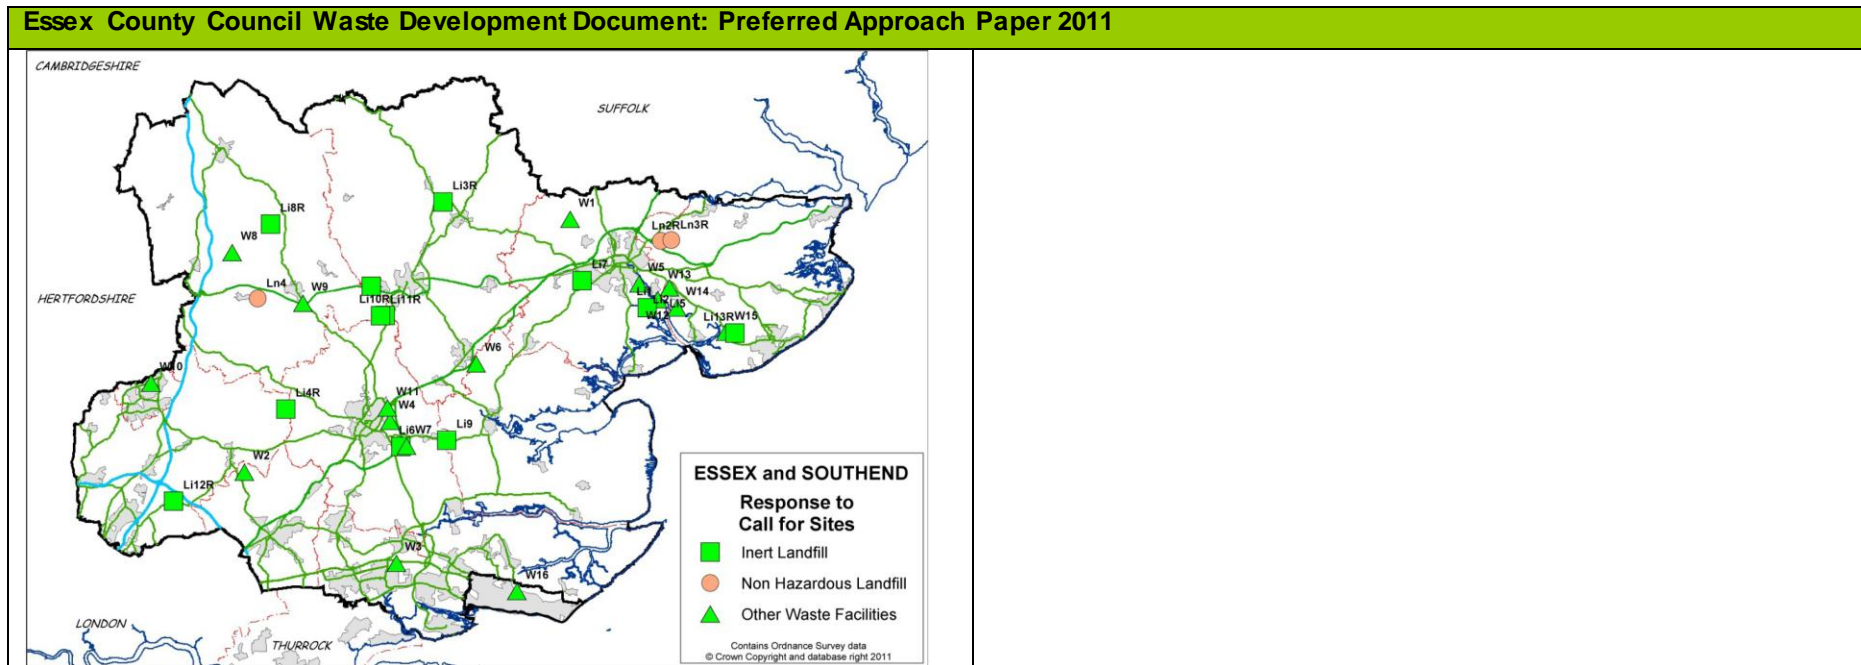 Essex County Council Waste Development Document: Preferred Approach Paper 2011
CAMBRIDGESHIRE
SUFFOLK
Li3R
W1
Li8R
Ln2RLn3R
W8
Li7
W5
W13
Ln4
W9
HERTFORDSHIRE
W14
Li1
Li2
Li5
Li10RLi11R
W12
Li13RW15
W6
W10
Li4R
W11
W4
Li6W7
Li9
W2
Li12R
W3
W16
LONDON
THURROCK
ESSEX and SOUTHEND
Response to
Call for Sites
Inert Landfill
Non Hazardous Landfill
Other Waste Facilities
Contains Ordnance Survey data
© Crown Copyright and database right 2011